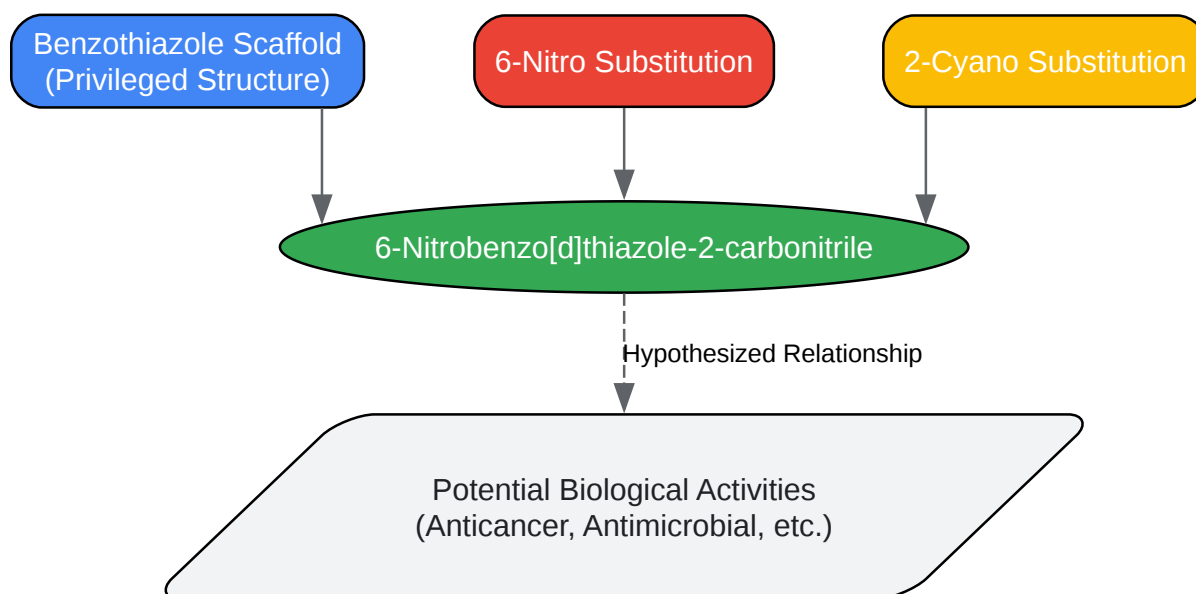 Benzothiazole Scaffold
(Privileged Structure)
6-Nitro Substitution
2-Cyano Substitution
6-Nitrobenzo[d]thiazole-2-carbonitrile
Hypothesized Relationship
Potential Biological Activities
(Anticancer, Antimicrobial, etc.)